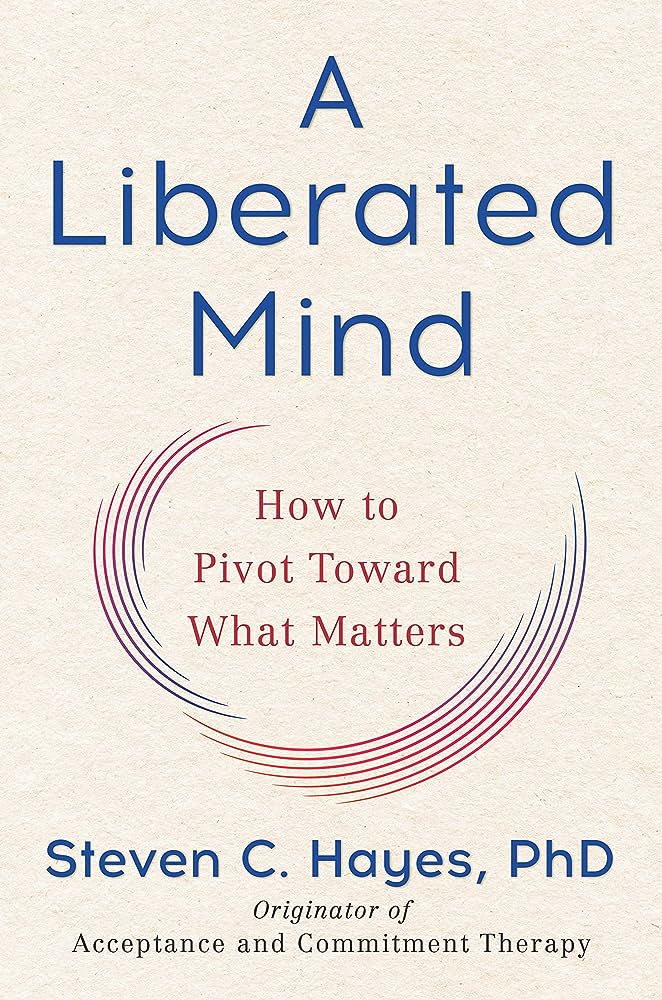 A
Liberated
Mind
How to
Pivot Toward
What Matters
Steven C. Hayes, PhD
Originator of
Acceptance and Commitment Therapy